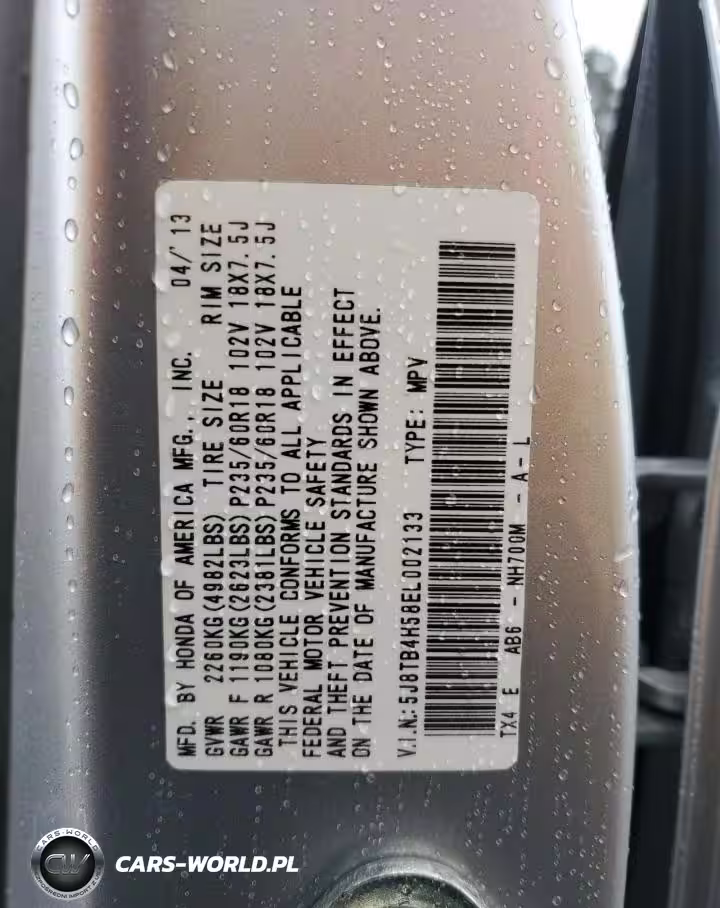 MFD. BY HONDA OF AMERICA MFG., INC. 04/'13
GVWR 2260KG(4982LBS) TIRE SIZE RIM SIZE
GAWR F 1190KG(2623LBS)P235/60R18 102V 18X7.5J
GAWR R 1080KG(2381LBS)P235/60R18 102V 18X7.5J
THIS VEHICLE CONFORMS TO ALL APPLICABLE
FEDERAL MOTOR VEHICLE SAFETY
AND THEFT PREVENTION STANDARDS IN EFFECT
ON THE DATE OF MANUFACTURE SHOWN ABOVE.
V.I.N.:5J8TB4H58EL002133 TYPE: MPV
TX4 E AB6 - NH700M - A - L
CARS-WORLD
CW
CARS-WORLD.PL